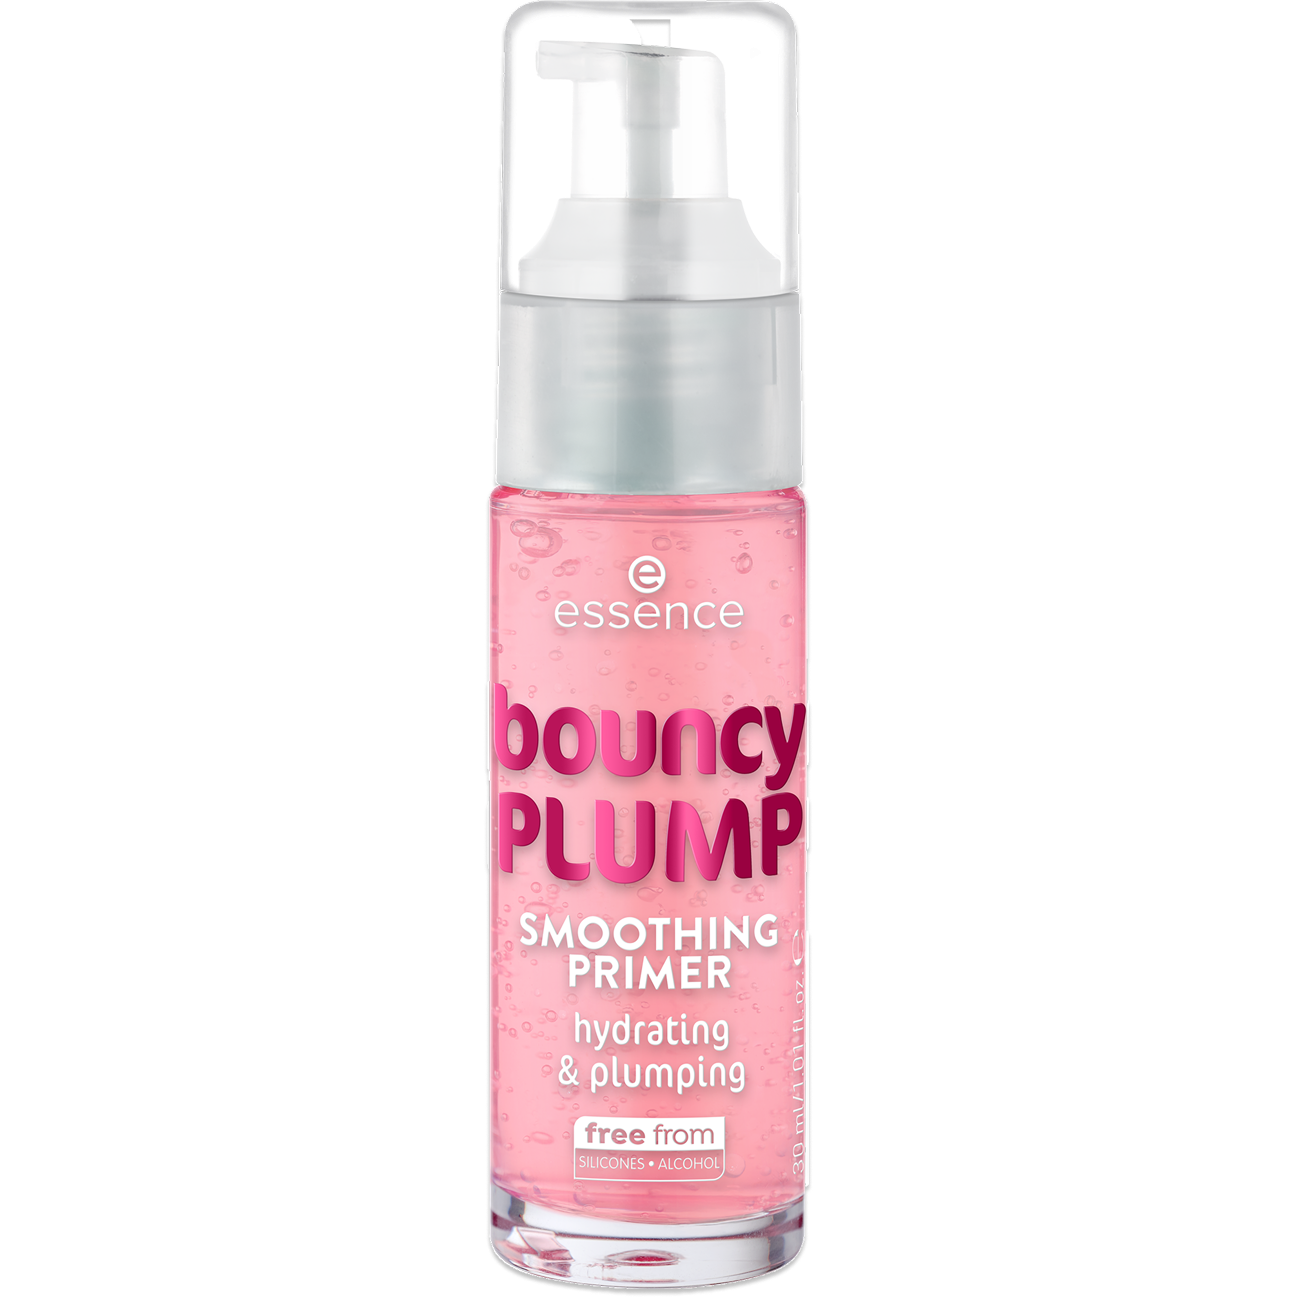 e
essence
bouncy
PLUMP
SMOOTHING
PRIMER
hydrating
& plumping
free from
SILICONES • ALCOHOL
30 ml/1.01 fl.oz.